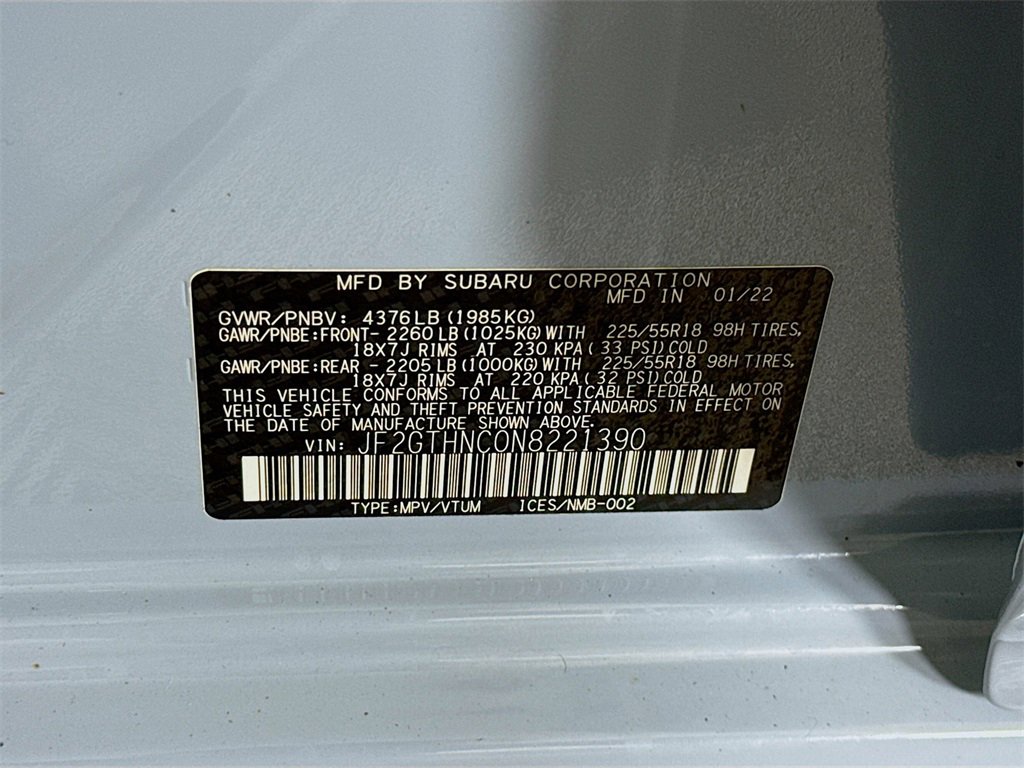 MFD BY SUBARU CORPORATION
MFD IN 01/22
GVWR/PNBV: 4376LB(1985KG)
GAWR/PNBE:FRONT- 2260LB(1025KG)WITH 225/55R18 98H TIRES,
18X7J RIMS AT 230 KPA( 33 PSI)COLD
GAWR/PNBE:REAR - 2205LB(1000KG)WITH 225/55R18 98H TIRES,
18X7J RIMS AT 220 KPA( 32 PSI)COLD
THIS VEHICLE CONFORMS TO ALL APPLICABLE FEDERAL MOTOR
VEHICLE SAFETY AND THEFT PREVENTION STANDARDS IN EFFECT ON
THE DATE OF MANUFACTURE SHOWN ABOVE.
VIN: JF2GTHNC0N8221390
TYPE:MPV/VTUM ICES/NMB-002